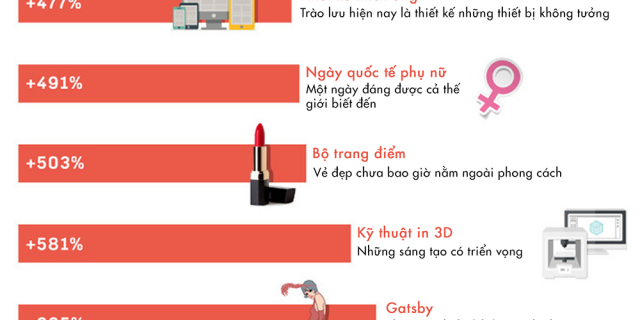 +477%
Trào lưu hiện nay là thiết kế những thiết bị không tưởng
+491%
Ngày quốc tế phụ nữ
Một ngày đáng được cả thế
giới biết đến
+503%
Bộ trang điểm
Vẻ đẹp chưa bao giờ nằm ngoài phong cách
+581%
Kỹ thuật in 3D
Những sáng tạo có triển vọng
Gatsby